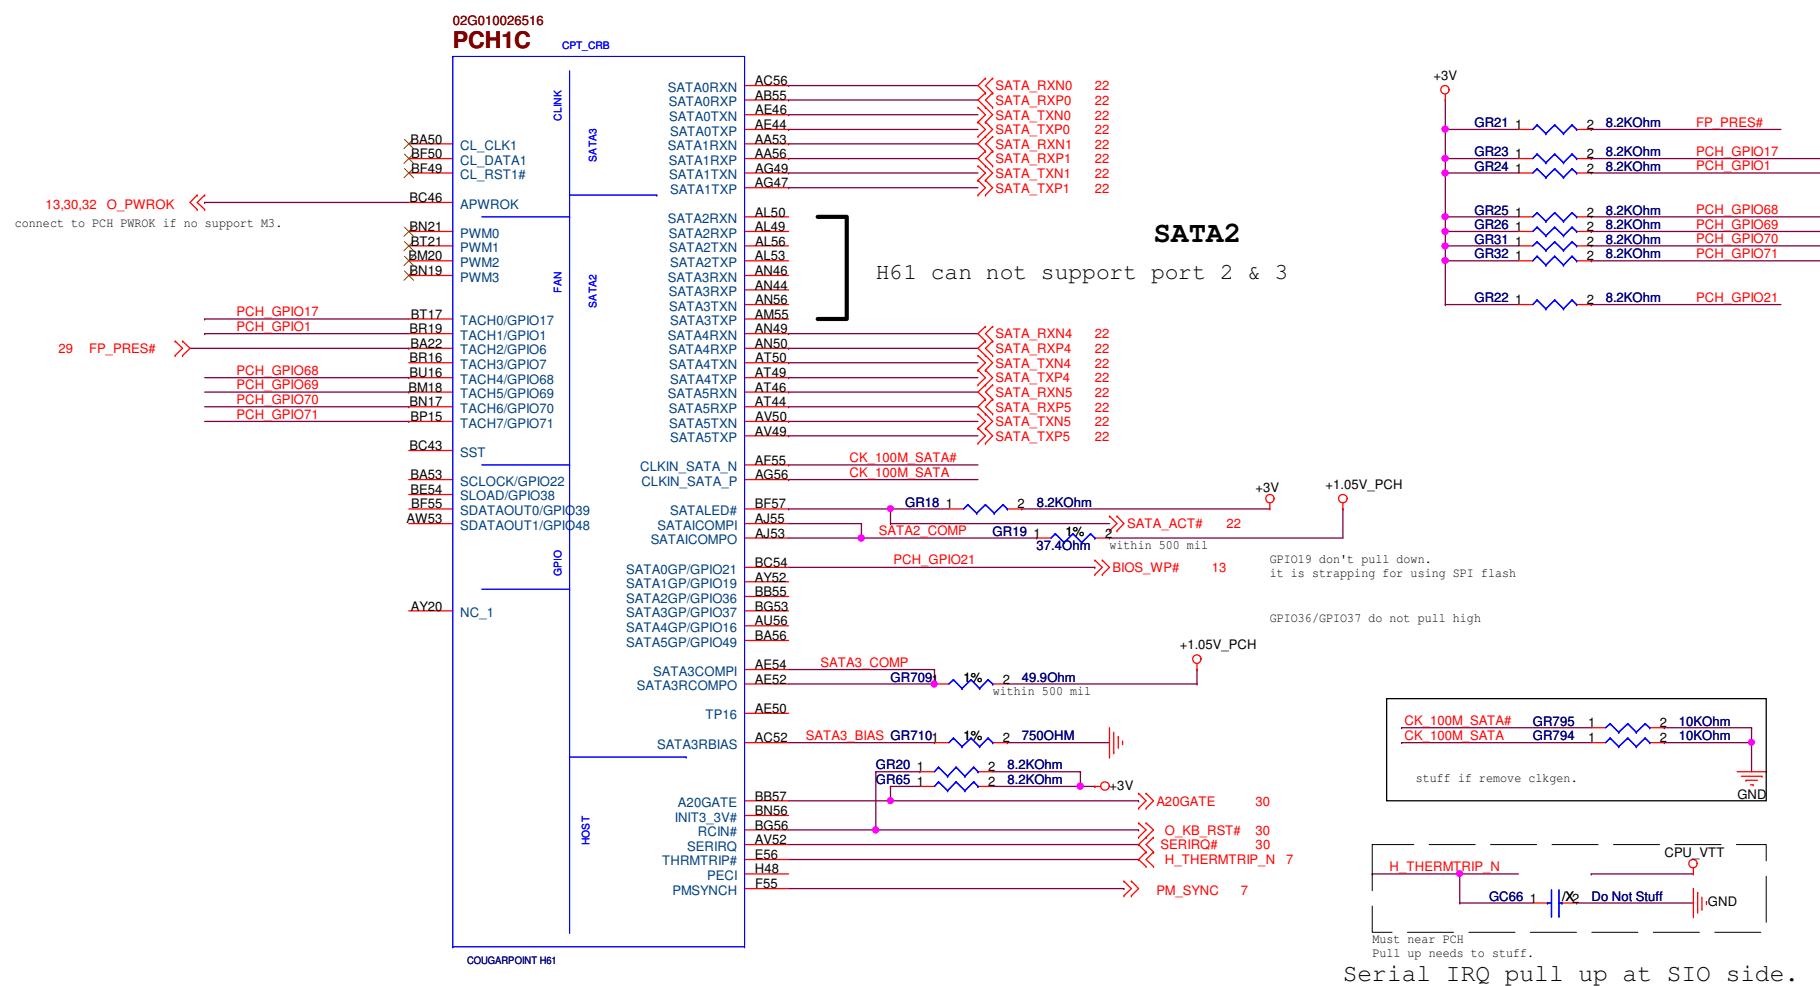 02G010026516
PCH1C CPT_CRB
CLINK
SATA3
FAN
SATA2
GPIO
HOST
BA50 CL_CLK1
BF50 CL_DATA1
BF49 CL_RST1#
13,30,32 O_PWROK BC46 APWROK
connect to PCH PWROK if no support M3.
BN21 PWM0
BT21 PWM1
BM20 PWM2
BN19 PWM3
PCH_GPIO17 BT17 TACH0/GPIO17
PCH_GPIO1 BR19 TACH1/GPIO1
29 FP_PRES# BA22 TACH2/GPIO6
BR16 TACH3/GPIO7
PCH_GPIO68 BU16 TACH4/GPIO68
PCH_GPIO69 BM18 TACH5/GPIO69
PCH_GPIO70 BN17 TACH6/GPIO70
PCH_GPIO71 BP15 TACH7/GPIO71
BC43 SST
BA53 SCLOCK/GPIO22
BE54 SLOAD/GPIO38
BF55 SDATAOUT0/GPIO39
AW53 SDATAOUT1/GPIO48
AY20 NC_1
SATA0RXN AC56 SATA_RXN0 22
SATA0RXP AB55 SATA_RXP0 22
SATA0TXN AE46 SATA_TXN0 22
SATA0TXP AE44 SATA_TXP0 22
SATA1RXN AA53 SATA_RXN1 22
SATA1RXP AA56 SATA_RXP1 22
SATA1TXN AG49 SATA_TXN1 22
SATA1TXP AG47 SATA_TXP1 22
SATA2RXN AL50
SATA2RXP AL49
SATA2TXN AL56
SATA2TXP AL53
SATA3RXN AN46
SATA3RXP AN44
SATA3TXN AN56
SATA3TXP AM55
SATA2
H61 can not support port 2 & 3
SATA4RXN AN49 SATA_RXN4 22
SATA4RXP AN50 SATA_RXP4 22
SATA4TXN AT50 SATA_TXN4 22
SATA4TXP AT49 SATA_TXP4 22
SATA5RXN AT46 SATA_RXN5 22
SATA5RXP AT44 SATA_RXP5 22
SATA5TXN AV50 SATA_TXN5 22
SATA5TXP AV49 SATA_TXP5 22
CLKIN_SATA_N AF55 CK_100M_SATA#
CLKIN_SATA_P AG56 CK_100M_SATA
+3V +1.05V_PCH
SATALED# BF57 GR18 1 2 8.2KOhm
SATAICOMPI AJ55 SATA_ACT# 22
SATAICOMPO AJ53 SATA2_COMP GR19 1 1% 2
37.4Ohm within 500 mil
SATA0GP/GPIO21 BC54 PCH_GPIO21 BIOS_WP# 13
SATA1GP/GPIO19 AY52
SATA2GP/GPIO36 BB55
SATA3GP/GPIO37 BG53
SATA4GP/GPIO16 AU56
SATA5GP/GPIO49 BA56
GPIO19 don't pull down.
it is strapping for using SPI flash
GPIO36/GPIO37 do not pull high
+1.05V_PCH
SATA3COMPI AE54 SATA3_COMP
SATA3RCOMPO AE52 GR709 1 1% 2 49.9Ohm
within 500 mil
TP16 AE50
SATA3RBIAS AC52 SATA3_BIAS GR710 1 1% 2 750OHM
GR20 1 2 8.2KOhm
GR65 1 2 8.2KOhm +3V
A20GATE BB57 A20GATE 30
INIT3_3V# BN56
RCIN# BG56 O_KB_RST# 30
SERIRQ AV52 SERIRQ# 30
THRMTRIP# E56 H_THERMTRIP_N 7
PECI H48
PMSYNCH F55 PM_SYNC 7
COUGARPOINT H61
+3V
GR21 1 2 8.2KOhm FP_PRES#
GR23 1 2 8.2KOhm PCH_GPIO17
GR24 1 2 8.2KOhm PCH_GPIO1
GR25 1 2 8.2KOhm PCH_GPIO68
GR26 1 2 8.2KOhm PCH_GPIO69
GR31 1 2 8.2KOhm PCH_GPIO70
GR32 1 2 8.2KOhm PCH_GPIO71
GR22 1 2 8.2KOhm PCH_GPIO21
CK_100M_SATA# GR795 1 2 10KOhm
CK_100M_SATA GR794 1 2 10KOhm
stuff if remove clkgen.
GND
CPU_VTT
H_THERMTRIP_N
GC66 1 /X 2 Do Not Stuff GND
Must near PCH
Pull up needs to stuff.
Serial IRQ pull up at SIO side.